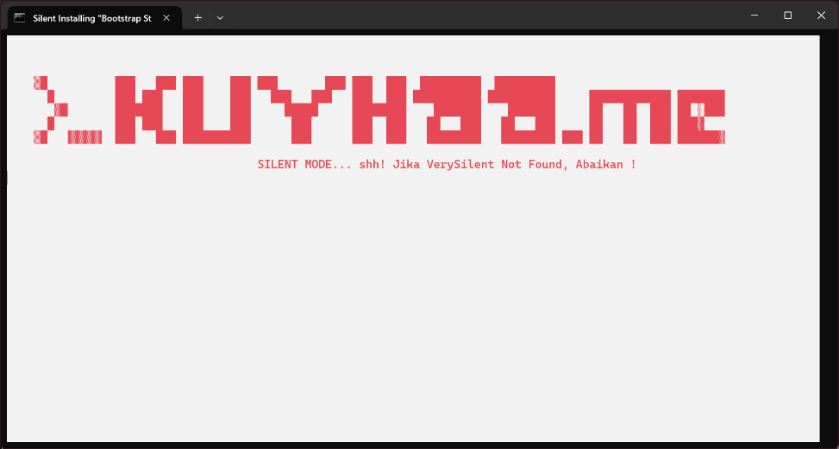 Silent Installing "Bootstrap St
>_KUYHaa.me
SILENT MODE... shh! Jika VerySilent Not Found, Abaikan !